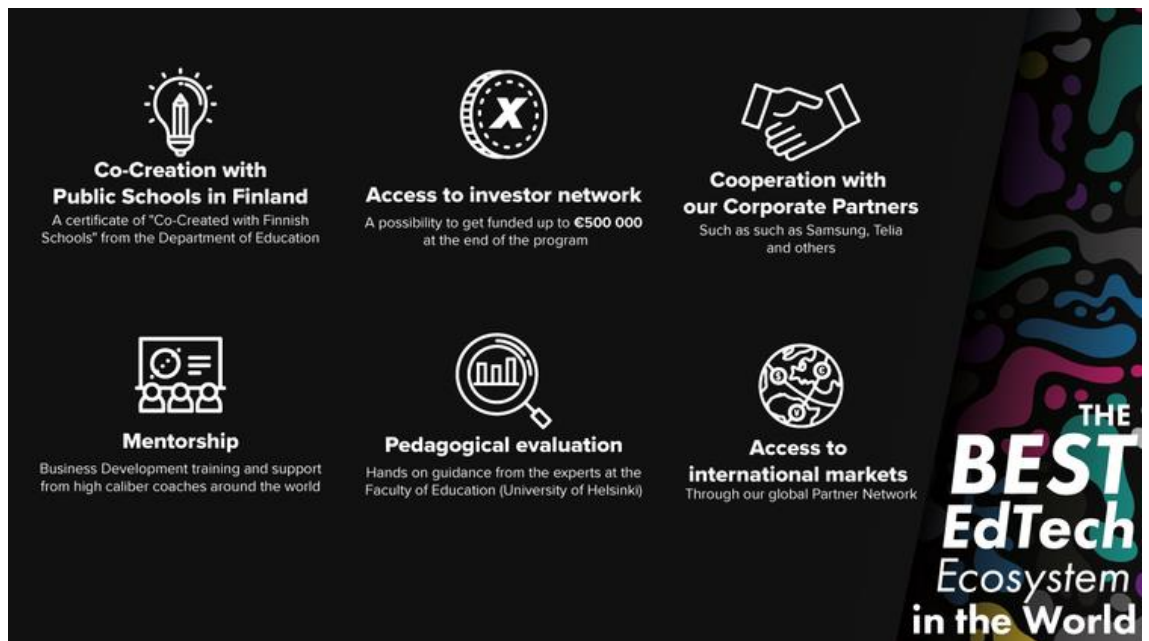 Co-Creation with
Public Schools in Finland
A certificate of "Co-Created with Finnish
Schools" from the Department of Education
X
Access to investor network
A possibility to get funded up to €500 000
at the end of the program
Cooperation with
our Corporate Partners
Such as such as Samsung, Telia
and others
Mentorship
Business Development training and support
from high caliber coaches around the world
Pedagogical evaluation
Hands on guidance from the experts at the
Faculty of Education (University of Helsinki)
$ € ¥
Access to
international markets
Through our global Partner Network
THE
BEST
EdTech
Ecosystem
in the World